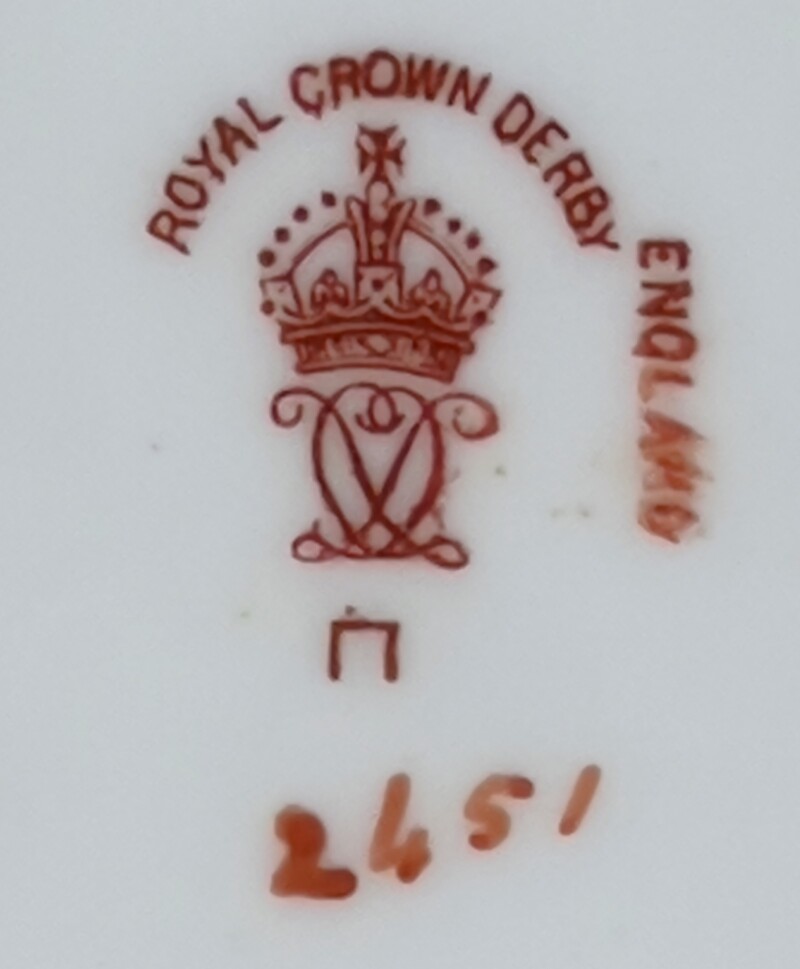 ROYAL CROWN DERBY
ENGLAND
2451